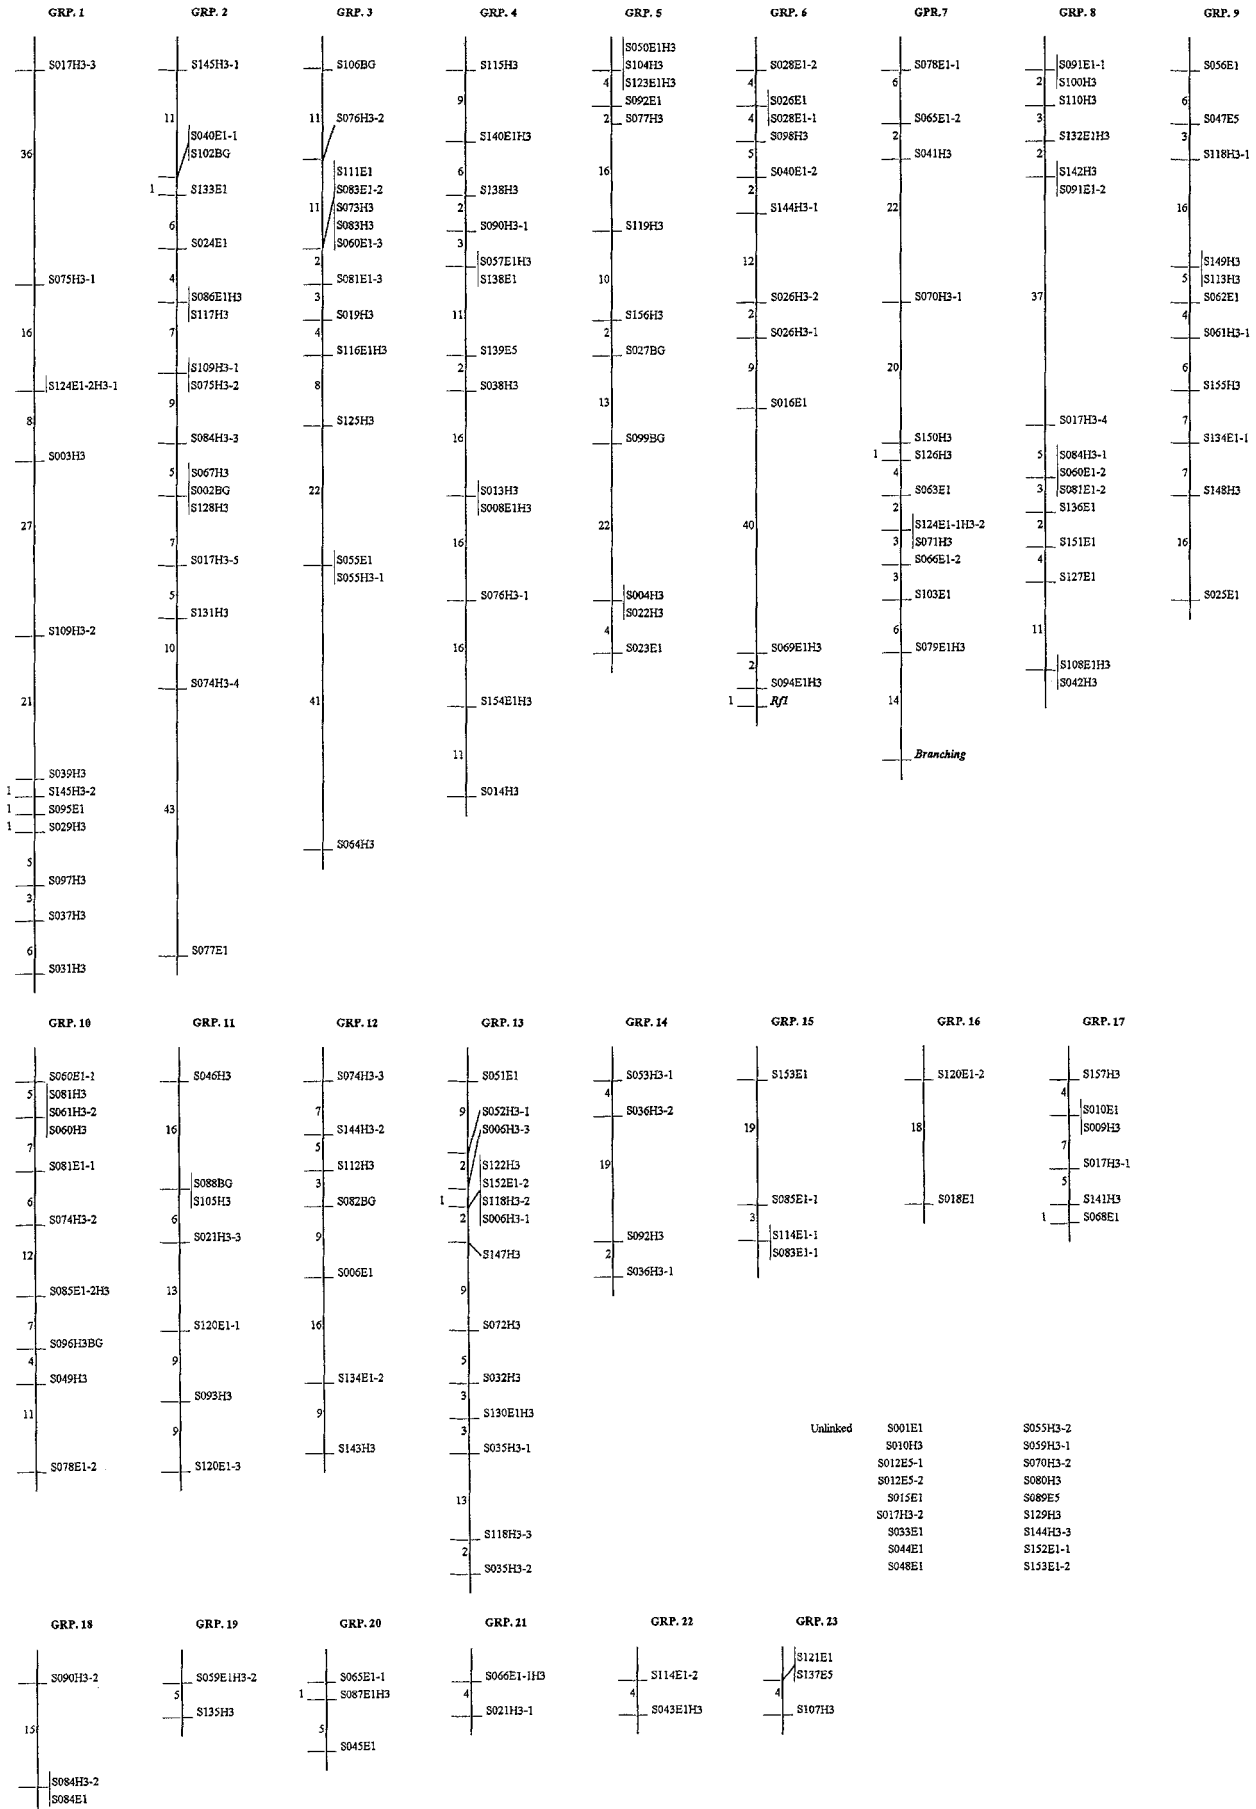 GRP. 1
S017H3-3
36
S075H3-1
16
S124E1-2H3-1
8
S003H3
27
S109H3-2
21
S039H3
1
S145H3-2
1
S095E1
1
S029H3
5
S097H3
3
S037H3
6
S031H3
GRP. 2
S145H3-1
11
S040E1-1
S102BG
1
S133E1
6
S024E1
4
S086E1H3
S117H3
7
S109H3-1
S075H3-2
9
S084H3-3
5
S067H3
S002BG
S128H3
7
S017H3-5
5
S131H3
10
S074H3-4
43
S077E1
GRP. 3
S106BG
11
S076H3-2
S111E1
S083E1-2
11
S073H3
S083H3
S060E1-3
2
S081E1-3
3
S019H3
4
S116E1H3
8
S125H3
22
S055E1
S055H3-1
41
S064H3
GRP. 4
S115H3
9
S140E1H3
6
S138H3
2
S090H3-1
3
S057E1H3
S138E1
11
S139E5
2
S038H3
16
S013H3
S008E1H3
16
S076H3-1
16
S154E1H3
11
S014H3
GRP. 5
S050E1H3
S104H3
4
S123E1H3
S092E1
2
S077H3
16
S119H3
10
S156H3
2
S027BG
13
S099BG
22
S004H3
S022H3
4
S023E1
GRP. 6
S028E1-2
4
S026E1
4
S028E1-1
S098H3
5
S040E1-2
2
S144H3-1
12
S026H3-2
2
S026H3-1
9
S016E1
40
S069E1H3
2
S094E1H3
1
Rf1
GPR.7
S078E1-1
6
S065E1-2
2
S041H3
22
S070H3-1
20
S150H3
1
S126H3
4
S063E1
2
S124E1-1H3-2
3
S071H3
S066E1-2
3
S103E1
6
S079E1H3
14
Branching
GRP. 8
S091E1-1
2
S100H3
S110H3
3
S132E1H3
2
S142H3
S091E1-2
37
S017H3-4
5
S084H3-1
S060E1-2
3
S081E1-2
S136E1
2
S151E1
4
S127E1
11
S108E1H3
S042H3
GRP. 9
S056E1
6
S047E5
3
S118H3-1
16
S149H3
5
S113H3
S062E1
4
S061H3-1
6
S155H3
7
S134E1-1
7
S148H3
16
S025E1
GRP. 10
S060E1-1
5
S081H3
S061H3-2
S060H3
7
S081E1-1
6
S074H3-2
12
S085E1-2H3
7
S096H3BG
4
S049H3
11
S078E1-2
GRP. 11
S046H3
16
S088BG
S105H3
6
S021H3-3
13
S120E1-1
9
S093H3
9
S120E1-3
GRP. 12
S074H3-3
7
S144H3-2
5
S112H3
3
S082BG
9
S006E1
16
S134E1-2
9
S143H3
GRP. 13
S051E1
9
S052H3-1
S006H3-3
2
S122H3
S152E1-2
1
S118H3-2
2
S006H3-1
S147H3
9
S072H3
5
S032H3
3
S130E1H3
3
S035H3-1
13
S118H3-3
2
S035H3-2
GRP. 14
S053H3-1
4
S036H3-2
19
S092H3
2
S036H3-1
GRP. 15
S153E1
19
S085E1-1
3
S114E1-1
S083E1-1
GRP. 16
S120E1-2
18
S018E1
GRP. 17
S157H3
4
S010E1
S009H3
7
S017H3-1
5
S141H3
1
S068E1
Unlinked S001E1 S055H3-2
S010H3 S059H3-1
S012E5-1 S070H3-2
S012E5-2 S080H3
S015E1 S089E5
S017H3-2 S129H3
S033E1 S144H3-3
S044E1 S152E1-1
S048E1 S153E1-2
GRP. 18
S090H3-2
15
S084H3-2
S084E1
GRP. 19
S059E1H3-2
5
S135H3
GRP. 20
S065E1-1
1
S087E1H3
5
S045E1
GRP. 21
S066E1-1H3
4
S021H3-1
GRP. 22
S114E1-2
4
S043E1H3
GRP. 23
S121E1
S137E5
4
S107H3